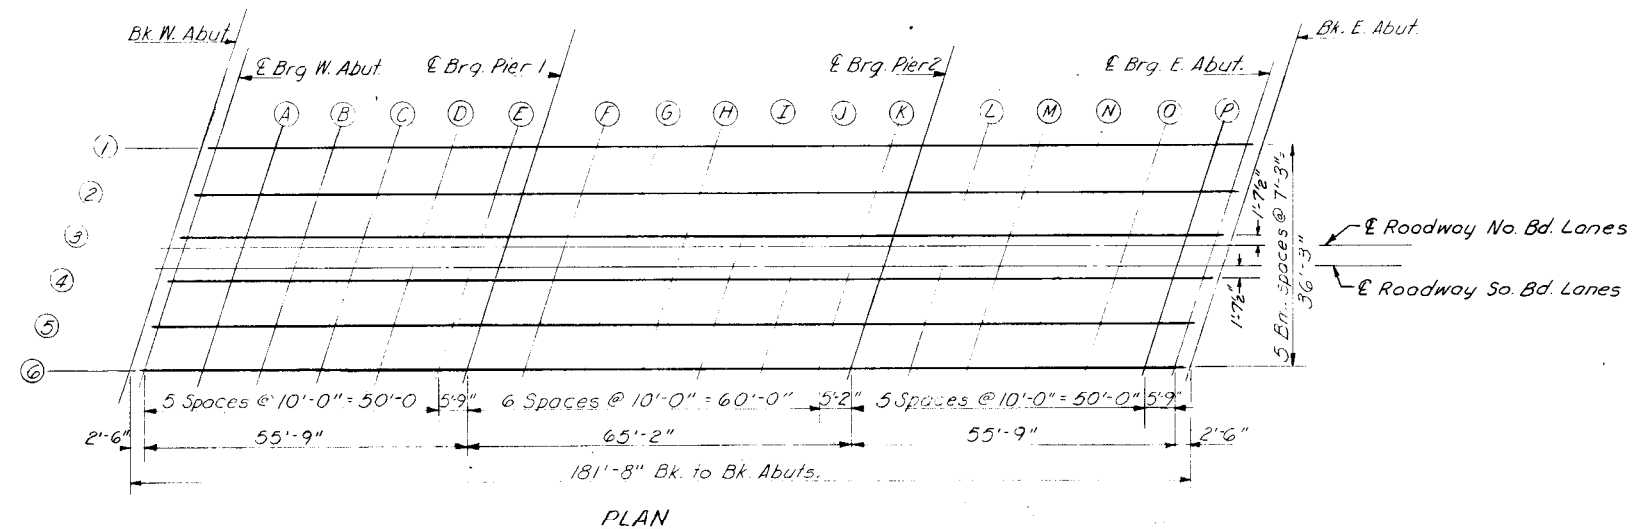 Bk. W. Abut.
Bk. E. Abut.
℄ Brg W. Abut.
℄ Brg. Pier 1
℄ Brg. Pier 2
℄ Brg. E. Abut.
A B C D E F G H I J K L M N O P
1
2
3
4
5
6
1'-7½"
1'-7½"
5 Bm. Spaces @ 7'-3"=
36'-3"
℄ Roadway No. Bd. Lanes
℄ Roadway So. Bd. Lanes
5 Spaces @ 10'-0" = 50'-0 5'-9" 6 Spaces @ 10'-0" = 60'-0" 5'-2" 5 Spaces @ 10'-0" = 50'-0" 5'-9"
2'-6" 55'-9" 65'-2" 55'-9" 2'-6"
181'-8" Bk. to Bk. Abuts.
PLAN